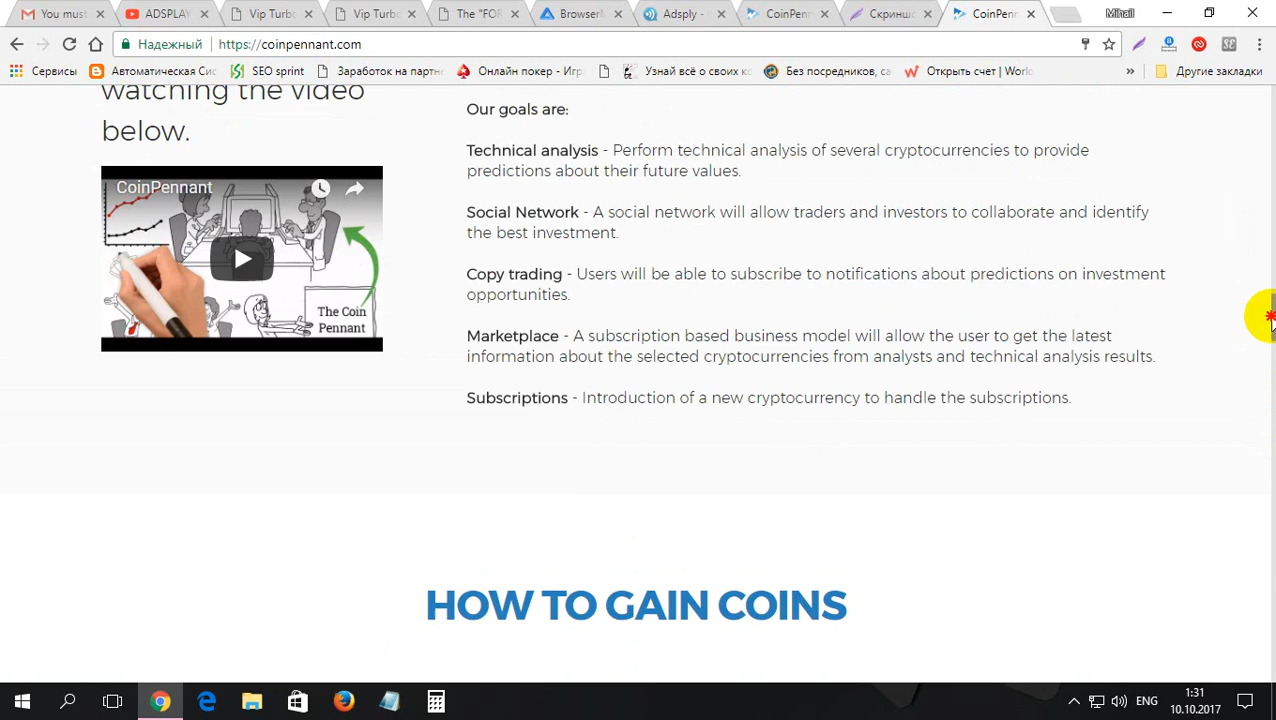 You must
ADSPLAY
Vip Turbo
Vip Turbo
The "FOR
Browser
Adsply -
CoinPenn
Скриншо
CoinPenn
Mihail
Надежный
https://coinpennant.com
Сервисы
Автоматическая Сис
SEO sprint
Заработок на партн
Онлайн покер - Игр
Узнай всё о своих к
Без посредников, са
Открыть счет | Worl
»
Другие закладки
watching the video
below.
CoinPennant
The Coin
Pennant
Our goals are:
Technical analysis - Perform technical analysis of several cryptocurrencies to provide
predictions about their future values.
Social Network - A social network will allow traders and investors to collaborate and identify
the best investment.
Copy trading - Users will be able to subscribe to notifications about predictions on investment
opportunities.
Marketplace - A subscription based business model will allow the user to get the latest
information about the selected cryptocurrencies from analysts and technical analysis results.
Subscriptions - Introduction of a new cryptocurrency to handle the subscriptions.
HOW TO GAIN COINS
ENG
1:31
10.10.2017